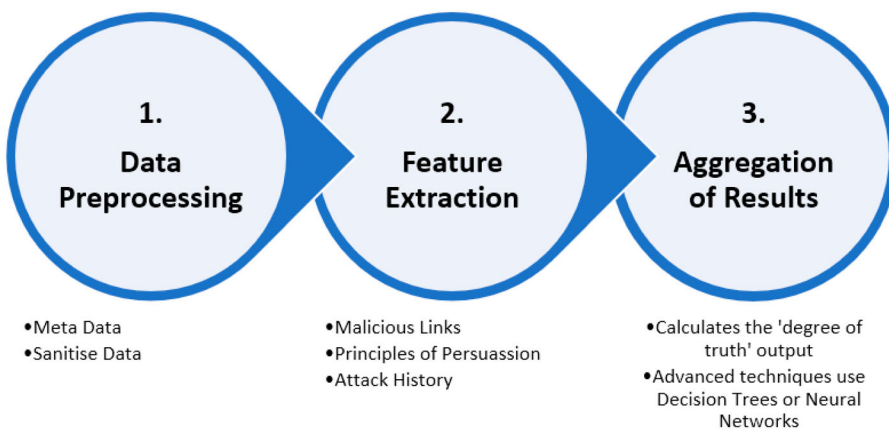 1.
Data
Preprocessing
•Meta Data
•Sanitise Data
2.
Feature
Extraction
•Malicious Links
•Principles of Persuassion
•Attack History
3.
Aggregation
of Results
•Calculates the 'degree of
truth' output
•Advanced techniques use
Decision Trees or Neural
Networks